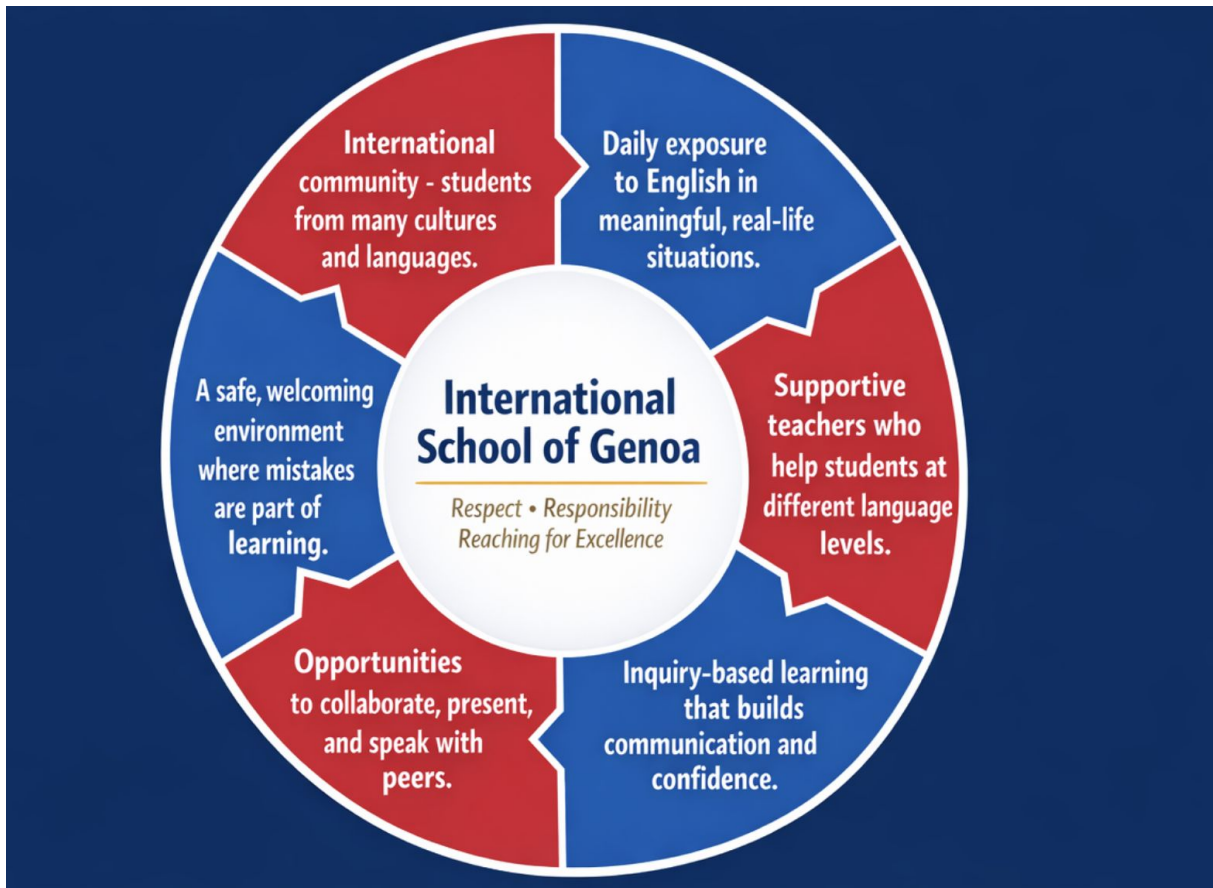 International
community - students
from many cultures
and languages.
Daily exposure
to English in
meaningful, real-life
situations.
Supportive
teachers who
help students at
different language
levels.
Inquiry-based learning
that builds
communication and
confidence.
Opportunities
to collaborate, present,
and speak with
peers.
A safe, welcoming
environment
where mistakes
are part of
learning.
International
School of Genoa
Respect • Responsibility
Reaching for Excellence